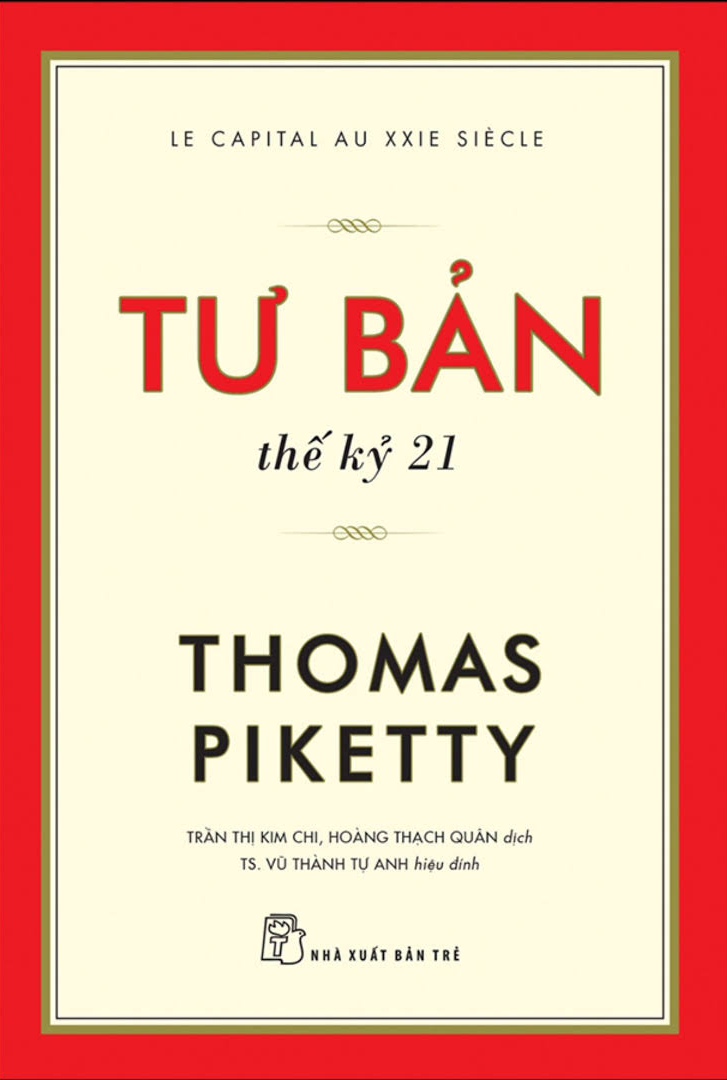 LE CAPITAL AU XXIE SIÈCLE
TƯ BẢN
thế kỷ 21
THOMAS
PIKETTY
TRẦN THỊ KIM CHI, HOÀNG THẠCH QUÂN dịch
TS. VŨ THÀNH TỰ ANH hiệu đính
T
NHÀ XUẤT BẢN TRẺ